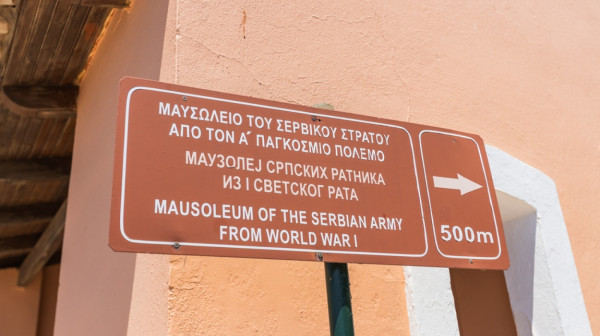 ΜΑΥΣΩΛΕΙΟ ΤΟΥ ΣΕΡΒΙΚΟΥ ΣΤΡΑΤΟΥ
ΑΠΟ ΤΟΝ Α΄ ΠΑΓΚΟΣΜΙΟ ΠΟΛΕΜΟ
МАУЗОЛЕЈ СРПСКИХ РАТНИКА
ИЗ I СВЕТСКОГ РАТА
MAUSOLEUM OF THE SERBIAN ARMY
FROM WORLD WAR I
500m